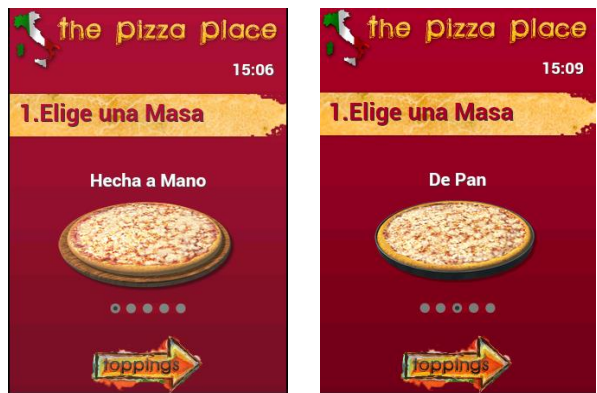 the pizza place
15:06
1.Elige una Masa
Hecha a Mano
toppings
the pizza place
15:09
1.Elige una Masa
De Pan
toppings